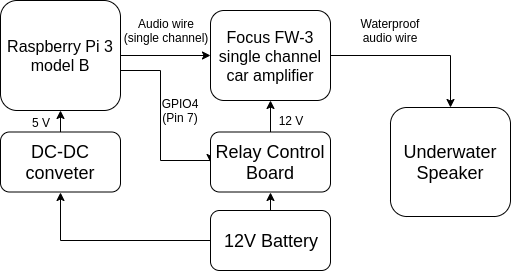 Raspberry Pi 3
model B
Audio wire
(single channel)
Focus FW-3
single channel
car amplifier
Waterproof
audio wire
GPIO4
(Pin 7)
5 V
12 V
DC-DC
conveter
Relay Control
Board
Underwater
Speaker
12V Battery